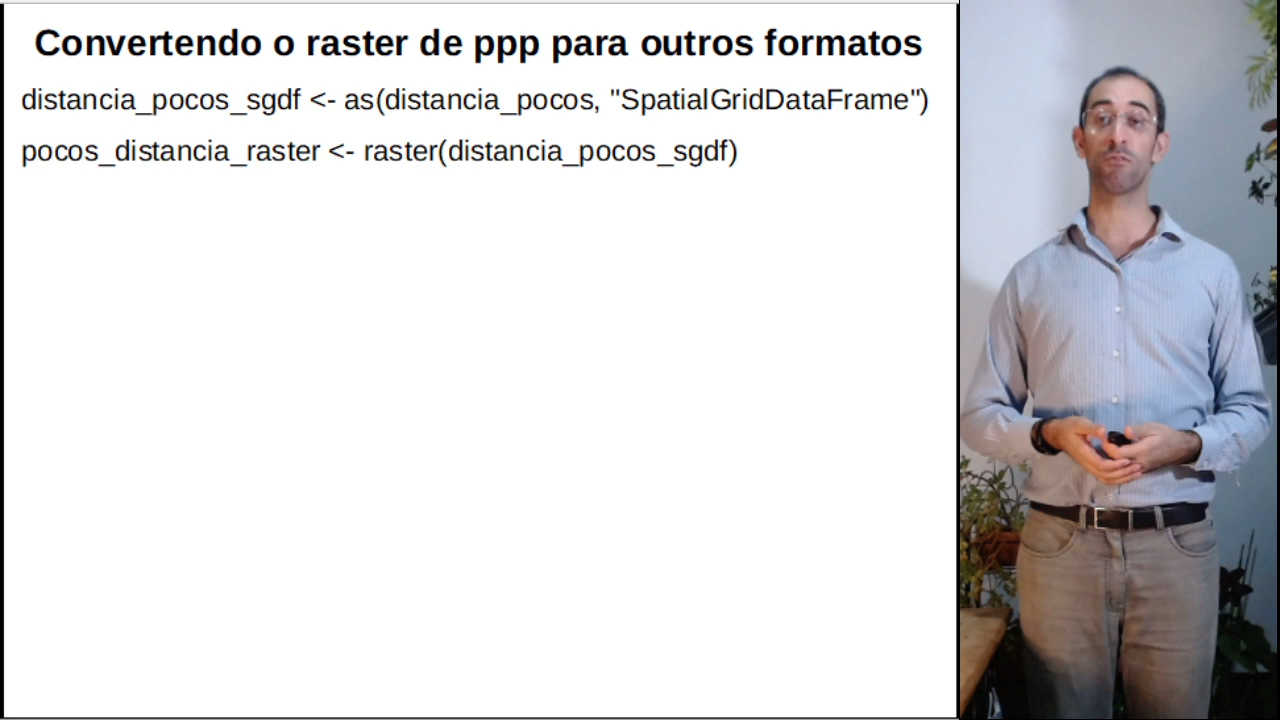 Convertendo o raster de ppp para outros formatos
distancia_pocos_sgdf <- as(distancia_pocos, "SpatialGridDataFrame")
pocos_distancia_raster <- raster(distancia_pocos_sgdf)